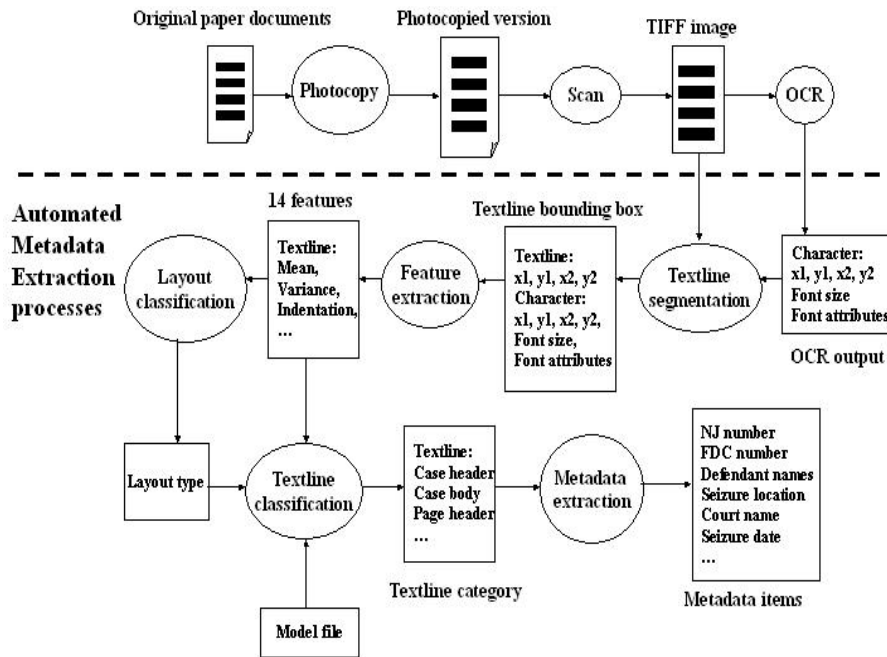 Original paper documents
Photocopied version
TIFF image
Photocopy
Scan
OCR
Automated
Metadata
Extraction
processes
14 features
Textline bounding box
Layout
classification
Textline:
Mean,
Variance,
Indentation,
...
Feature
extraction
Textline:
x1, y1, x2, y2
Character:
x1, y1, x2, y2,
Font size,
Font attributes
Textline
segmentation
Character:
x1, y1, x2, y2
Font size
Font attributes
OCR output
Layout type
Textline
classification
Textline:
Case header
Case body
Page header
...
Textline category
Metadata
extraction
NJ number
FDC number
Defendant names
Seizure location
Court name
Seizure date
...
Metadata items
Model file